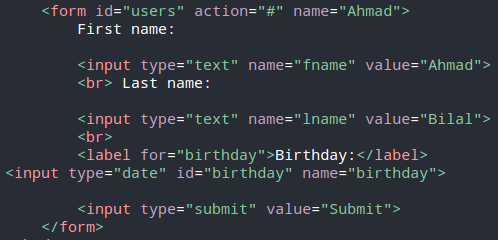 <form id="users" action="#" name="Ahmad">
First name:
<input type="text" name="fname" value="Ahmad">
<br> Last name:
<input type="text" name="lname" value="Bilal">
<br>
<label for="birthday">Birthday:</label>
<input type="date" id="birthday" name="birthday">
<input type="submit" value="Submit">
</form>